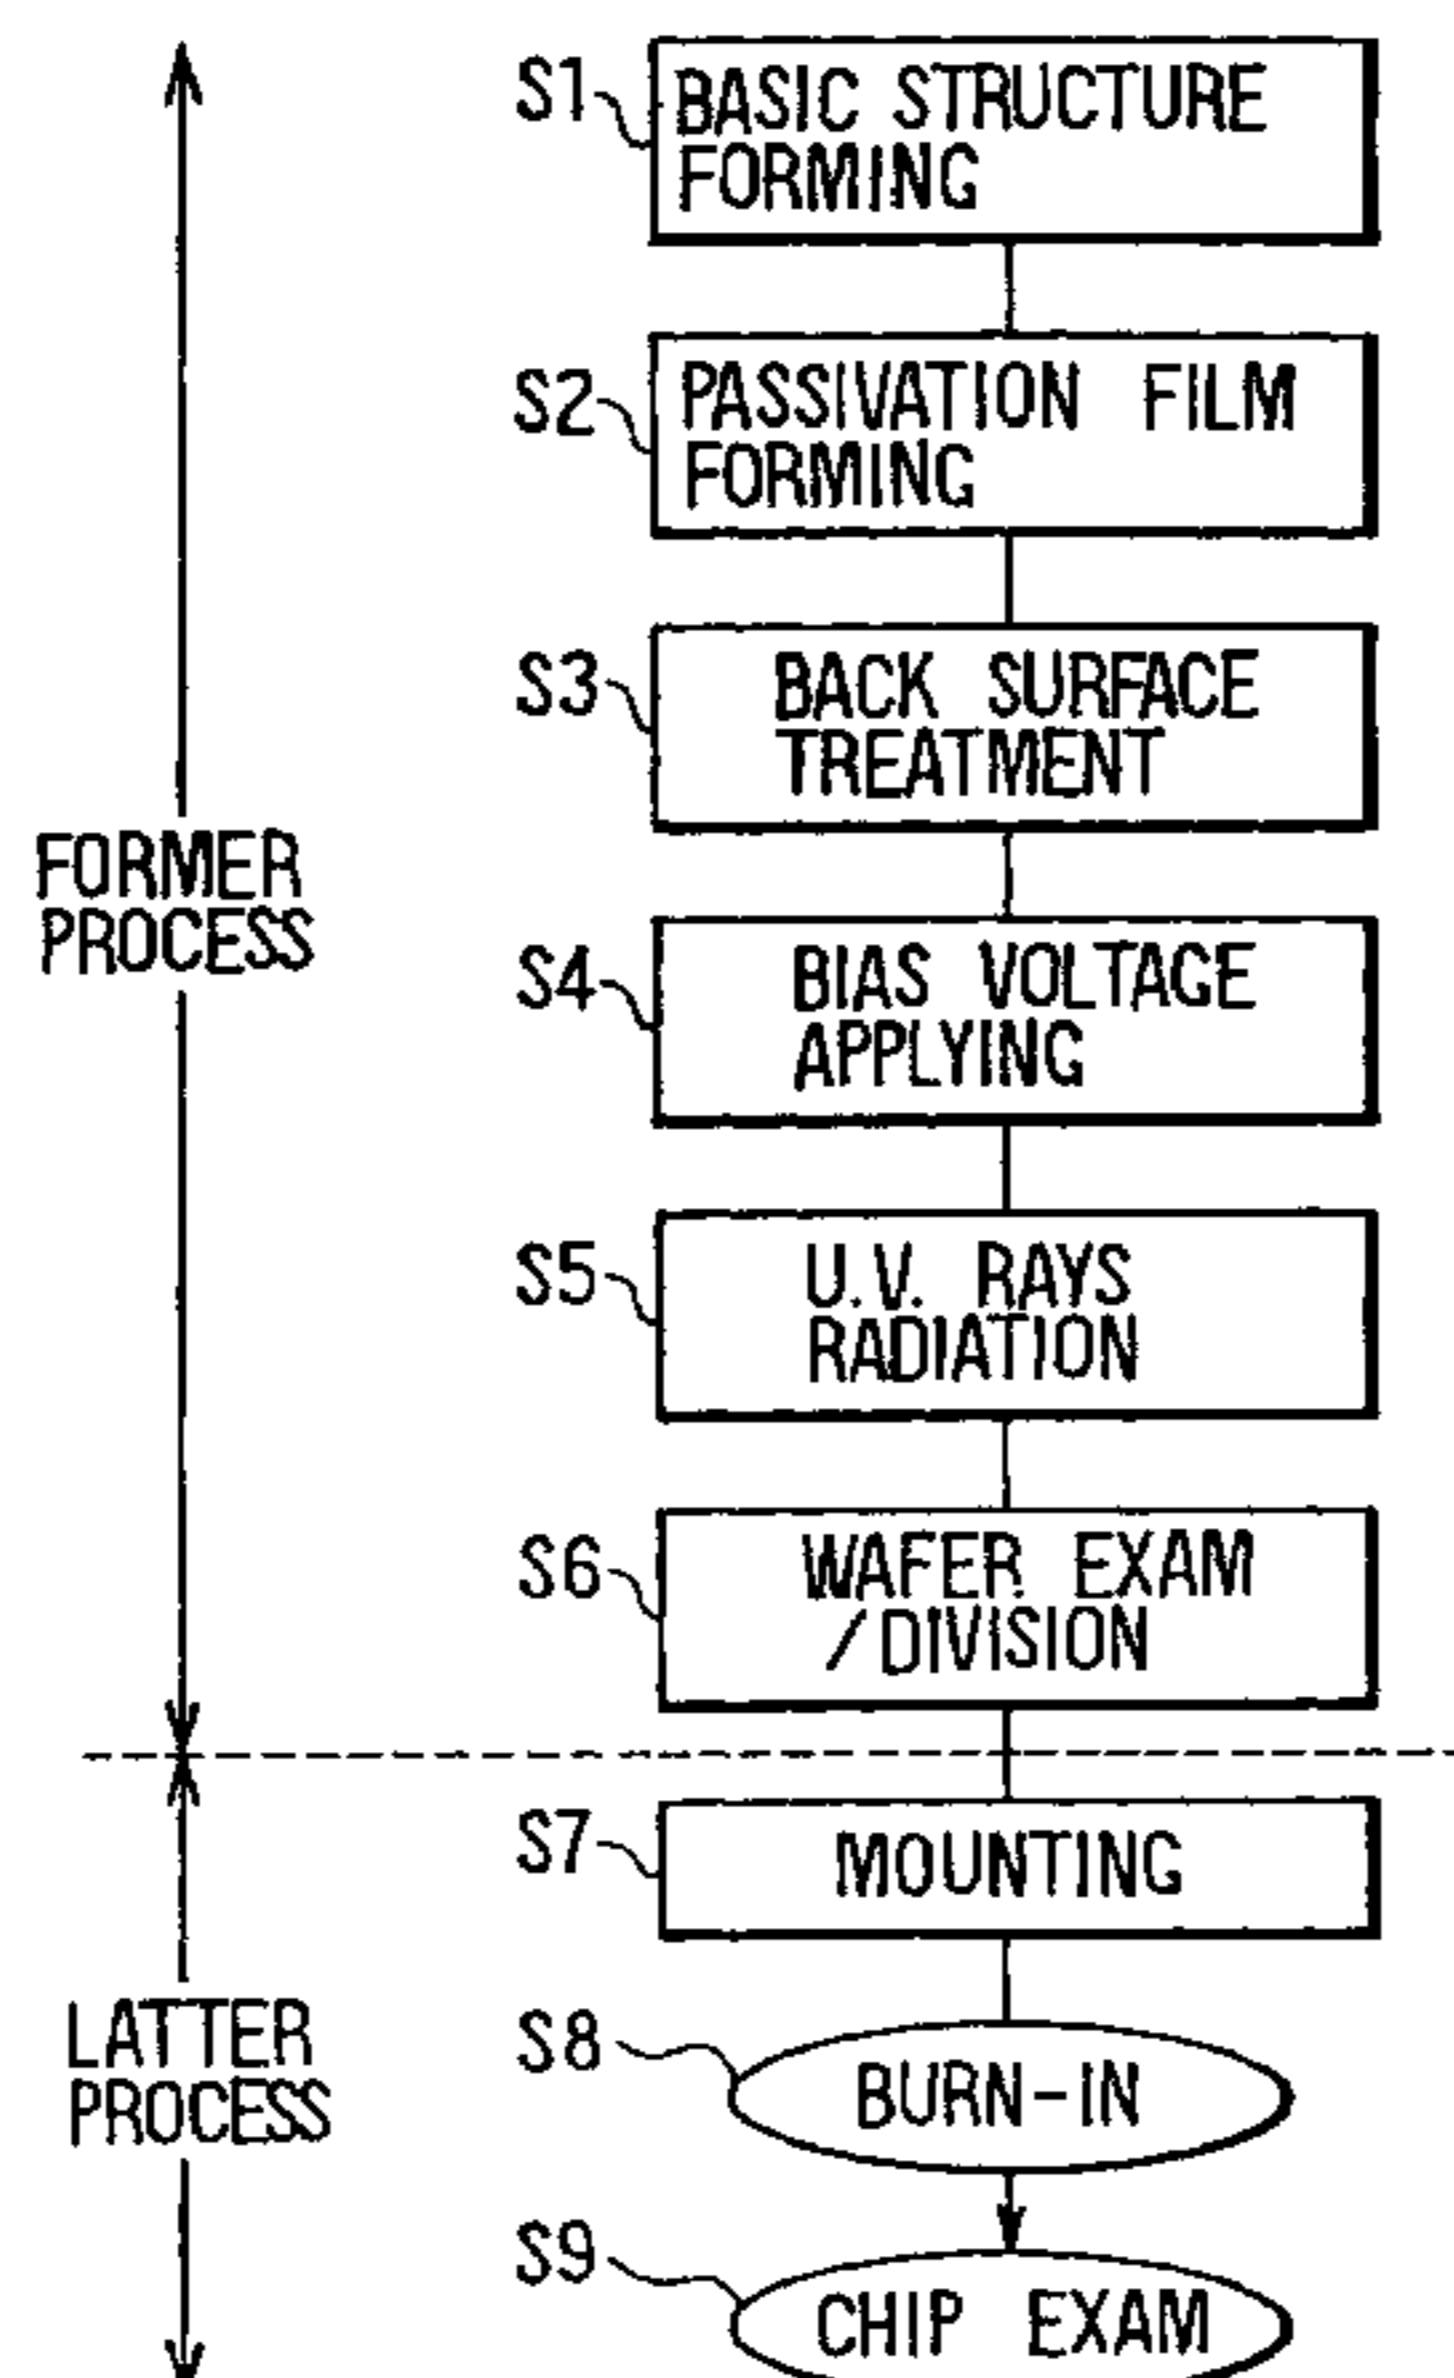 S1
BASIC STRUCTURE
FORMING
S2
PASSIVATION FILM
FORMING
S3
BACK SURFACE
TREATMENT
FORMER
PROCESS
S4
BIAS VOLTAGE
APPLYING
S5
U.V. RAYS
RADIATION
S6
WAFER EXAM
/DIVISION
S7
MOUNTING
LATTER
PROCESS
S8
BURN-IN
S9
CHIP EXAM